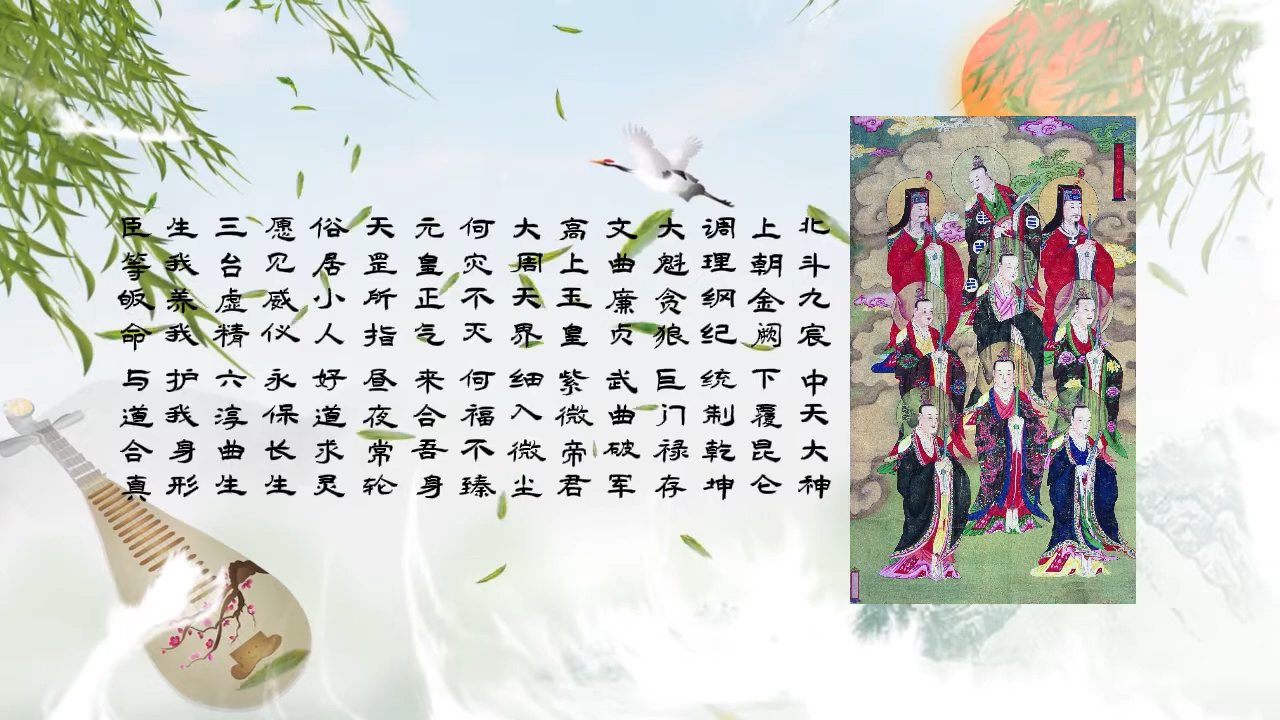 北斗九宸 中天大神
上朝金阙 下覆昆仑
调理纲纪 统制乾坤
大魁贪狼 巨门禄存
文曲廉贞 武曲破军
高上玉皇 紫微帝君
大周天界 细入微尘
何灾不灭 何福不臻
元皇正气 来合吾身
天罡所指 昼夜常轮
俗居小人 好道求灵
愿见威仪 永保长生
三台虚精 六淳曲生
生我养我 护我身形
臣等皈命 与道合真